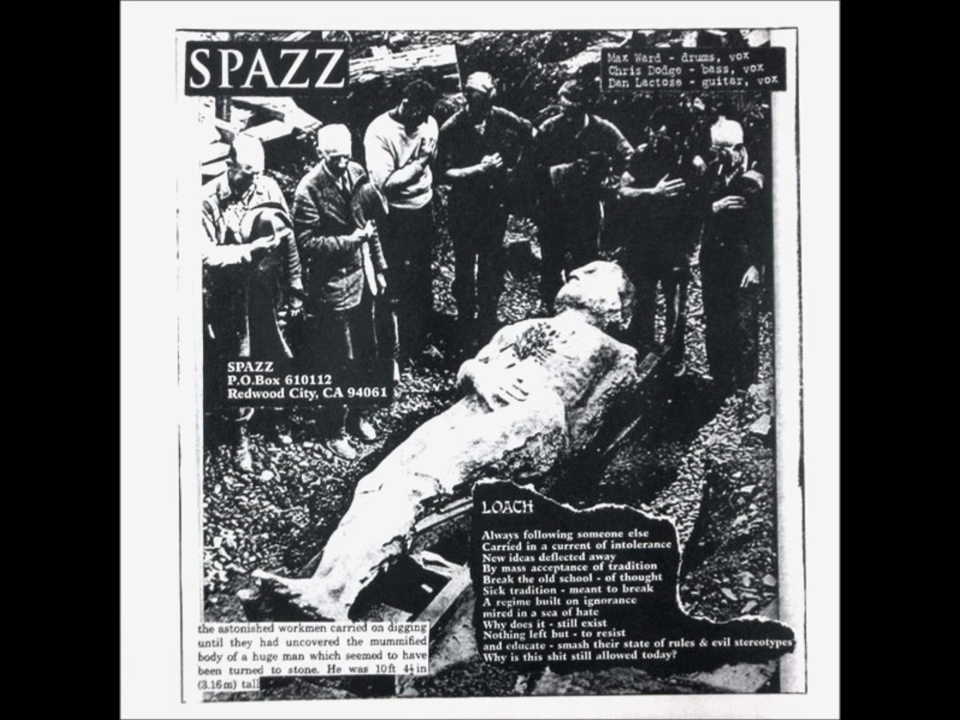 SPAZZ
Max Ward - drums, vox
Chris Dodge - bass, vox
Dan Lactose - guitar, vox
SPAZZ
P.O.Box 610112
Redwood City, CA 94061
LOACH
Always following someone else
Carried in a current of intolerance
New ideas deflected away
By mass acceptance of tradition
Break the old school - of thought
Sick tradition - meant to break
A regime built on ignorance
mired in a sea of hate
Why does it - still exist
Nothing left but - to resist
and educate - smash their state of rules & evil stereotypes
Why is this shit still allowed today?
the astonished workmen carried on digging
until they had uncovered the mummified
body of a huge man which seemed to have
been turned to stone. He was 10ft 4½in
(3.16m) tall